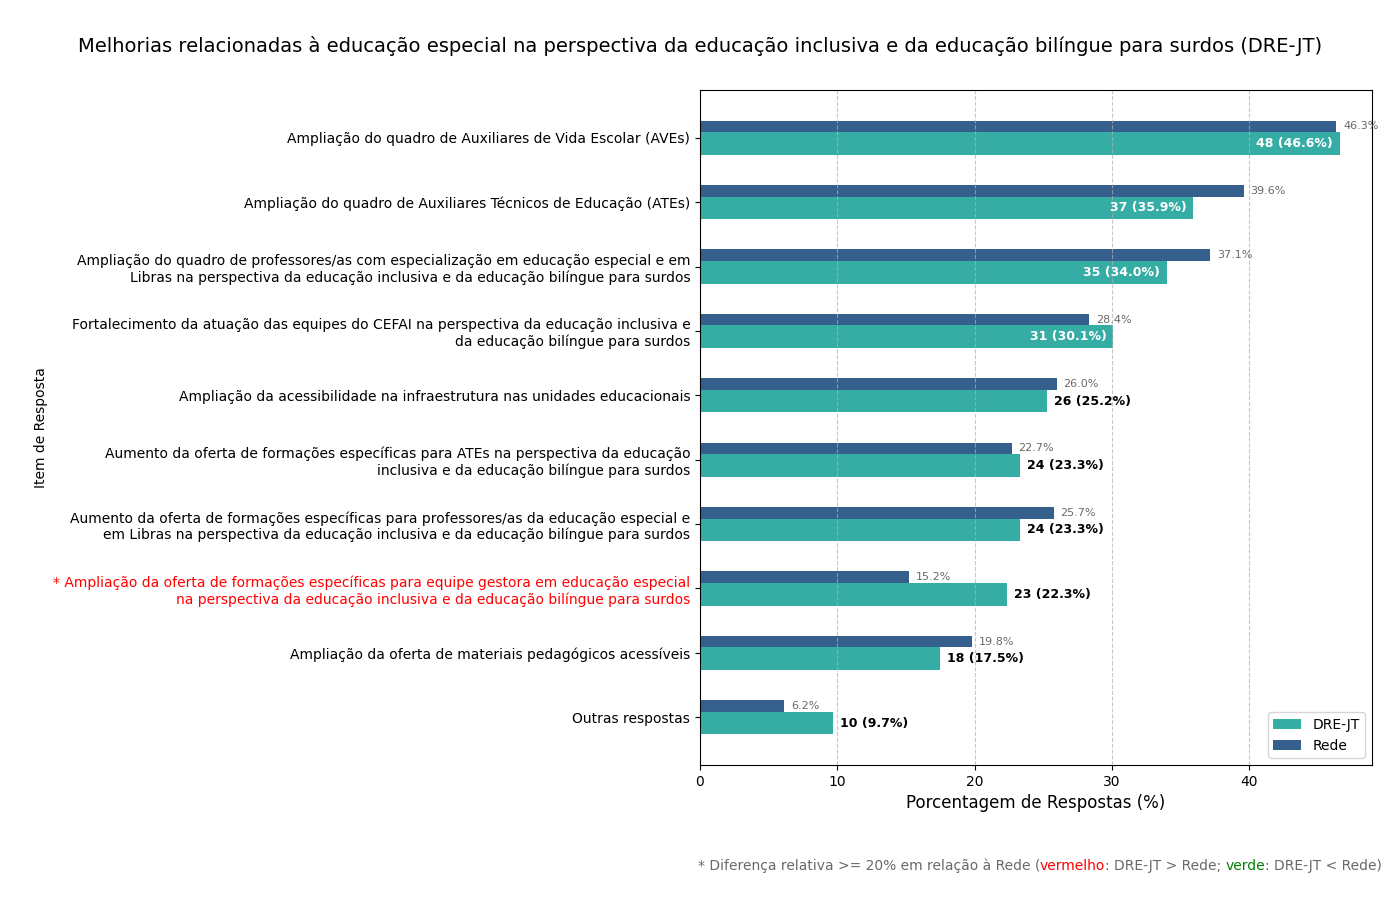 Melhorias relacionadas à educação especial na perspectiva da educação inclusiva e da educação bilíngue para surdos (DRE-JT)
Item de Resposta
Ampliação do quadro de Auxiliares de Vida Escolar (AVEs)
46.3%
48 (46.6%)
Ampliação do quadro de Auxiliares Técnicos de Educação (ATEs)
39.6%
37 (35.9%)
Ampliação do quadro de professores/as com especialização em educação especial e em
Libras na perspectiva da educação inclusiva e da educação bilíngue para surdos
37.1%
35 (34.0%)
Fortalecimento da atuação das equipes do CEFAI na perspectiva da educação inclusiva e
da educação bilíngue para surdos
28.4%
31 (30.1%)
Ampliação da acessibilidade na infraestrutura nas unidades educacionais
26.0%
26 (25.2%)
Aumento da oferta de formações específicas para ATEs na perspectiva da educação
inclusiva e da educação bilíngue para surdos
22.7%
24 (23.3%)
Aumento da oferta de formações específicas para professores/as da educação especial e
em Libras na perspectiva da educação inclusiva e da educação bilíngue para surdos
25.7%
24 (23.3%)
* Ampliação da oferta de formações específicas para equipe gestora em educação especial
na perspectiva da educação inclusiva e da educação bilíngue para surdos
15.2%
23 (22.3%)
Ampliação da oferta de materiais pedagógicos acessíveis
19.8%
18 (17.5%)
Outras respostas
6.2%
10 (9.7%)
DRE-JT
Rede
0 10 20 30 40
Porcentagem de Respostas (%)
* Diferença relativa >= 20% em relação à Rede (vermelho: DRE-JT > Rede; verde: DRE-JT < Rede)